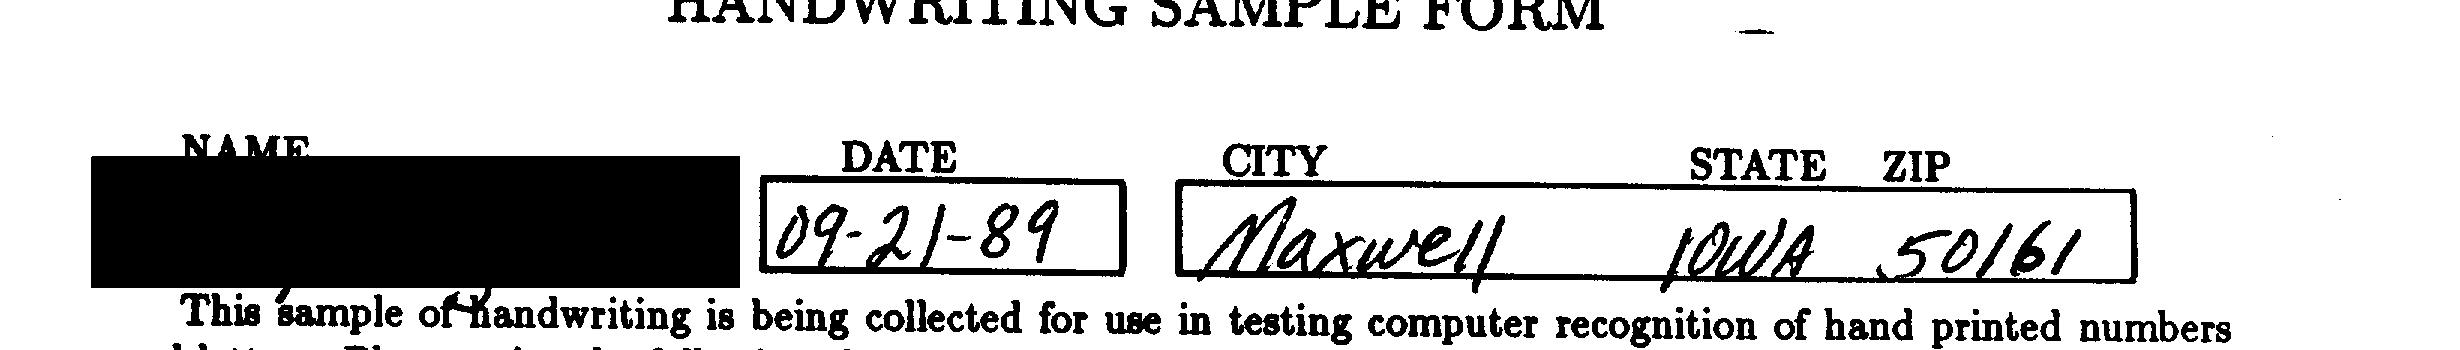 HANDWRITING SAMPLE FORM
NAME DATE CITY STATE ZIP
09-21-89 Maxwell IOWA 50161
This sample of handwriting is being collected for use in testing computer recognition of hand printed numbers